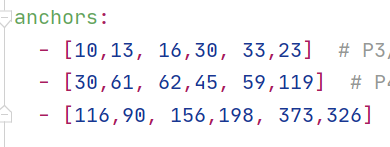 anchors:
- [10,13, 16,30, 33,23] # P3/
- [30,61, 62,45, 59,119] # P4
- [116,90, 156,198, 373,326]